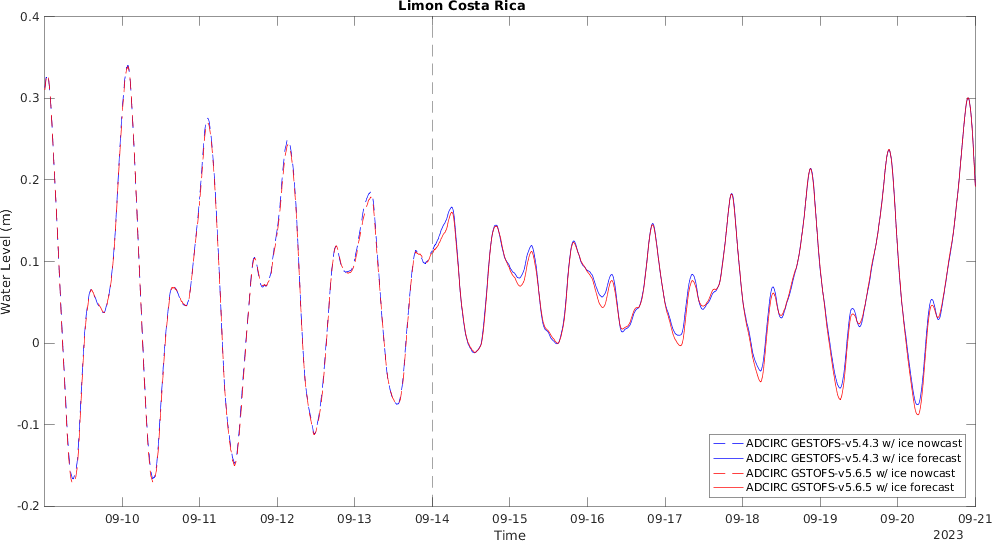 Limon Costa Rica
0.4
0.3
0.2
0.1
0
-0.1
-0.2
Water Level (m)
ADCIRC GESTOFS-v5.4.3 w/ ice nowcast
ADCIRC GESTOFS-v5.4.3 w/ ice forecast
ADCIRC GSTOFS-v5.6.5 w/ ice nowcast
ADCIRC GSTOFS-v5.6.5 w/ ice forecast
09-10 09-11 09-12 09-13 09-14 09-15 09-16 09-17 09-18 09-19 09-20 09-21
Time
2023